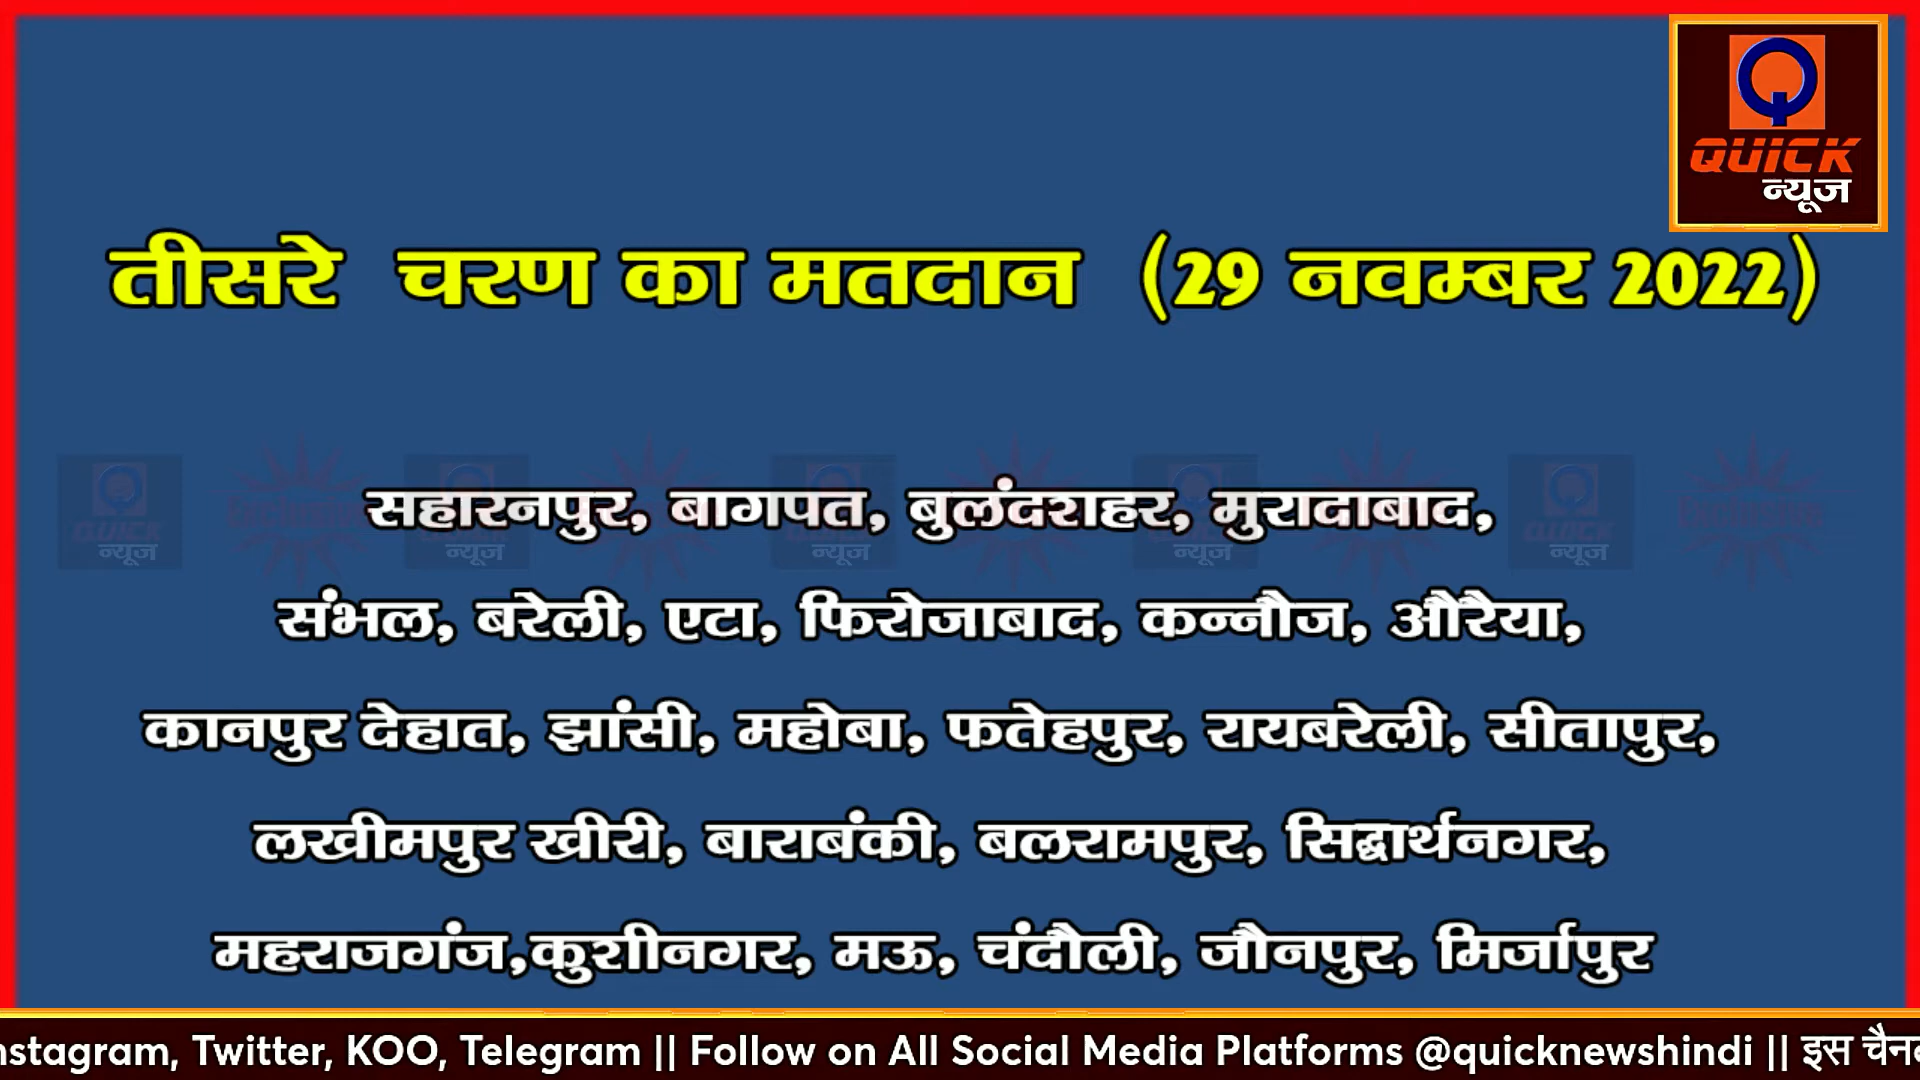 QUICK
न्यूज
तीसरे चरण का मतदान (29 नवम्बर 2022)
सहारनपुर, बागपत, बुलंदशहर, मुरादाबाद,
संभल, बरेली, एटा, फिरोजाबाद, कन्नौज, औरैया,
कानपुर देहात, झांसी, महोबा, फतेहपुर, रायबरेली, सीतापुर,
लखीमपुर खीरी, बाराबंकी, बलरामपुर, सिद्धार्थनगर,
महराजगंज,कुशीनगर, मऊ, चंदौली, जौनपुर, मिर्जापुर
nstagram, Twitter, KOO, Telegram || Follow on All Social Media Platforms @quicknewshindi || इस